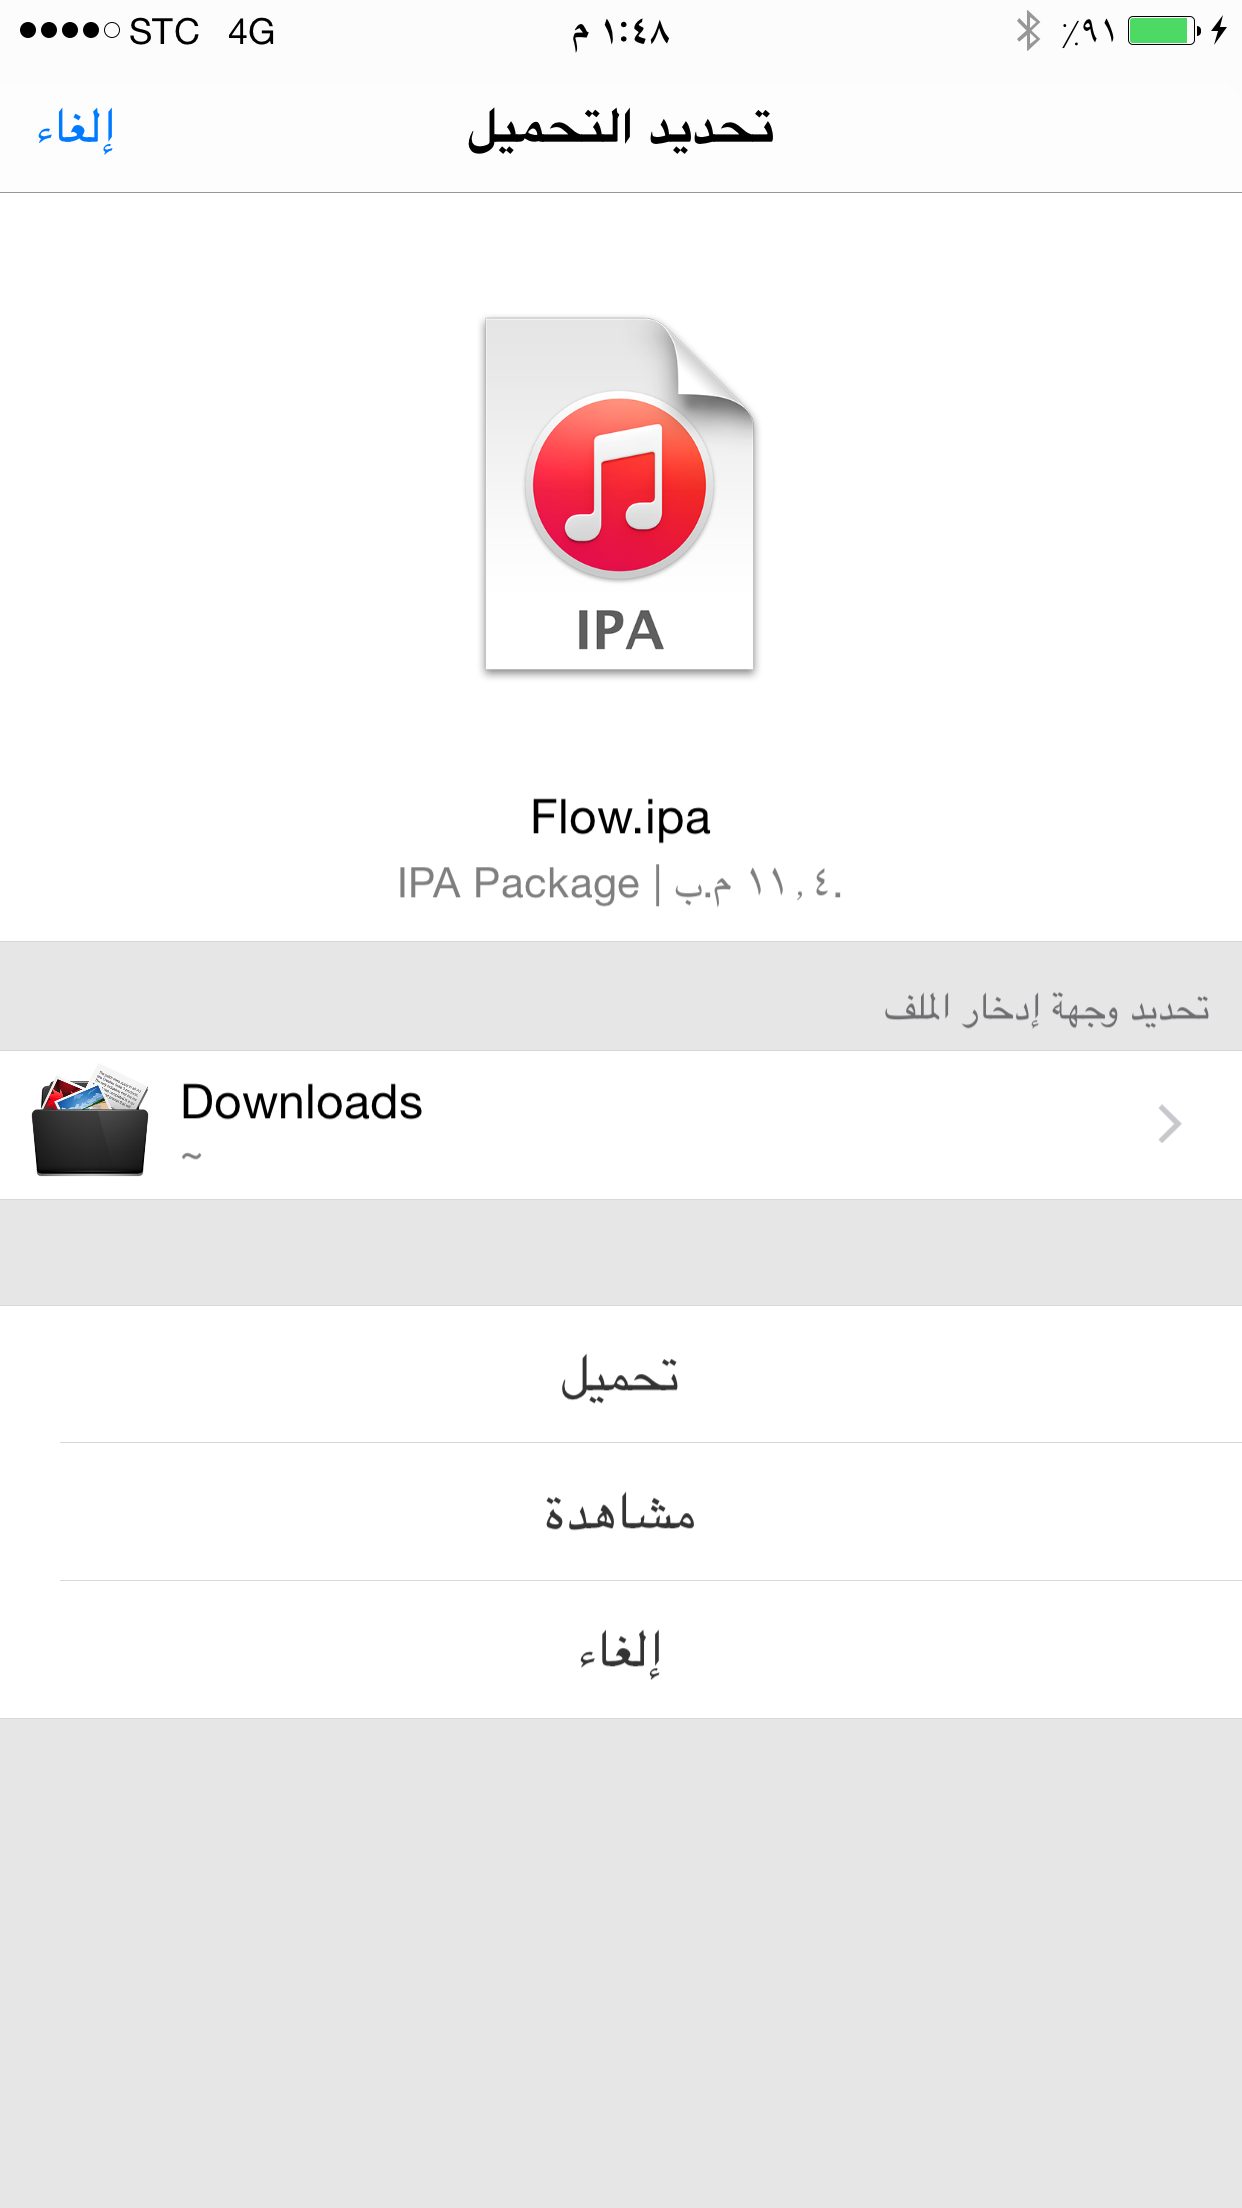 STC 4G ١:٤٨ م ٩١٪
إلغاء
تحديد التحميل
IPA
Flow.ipa
IPA Package | ١١,٤ م.ب.
تحديد وجهة إدخار الملف
Downloads
~
تحميل
مشاهدة
إلغاء